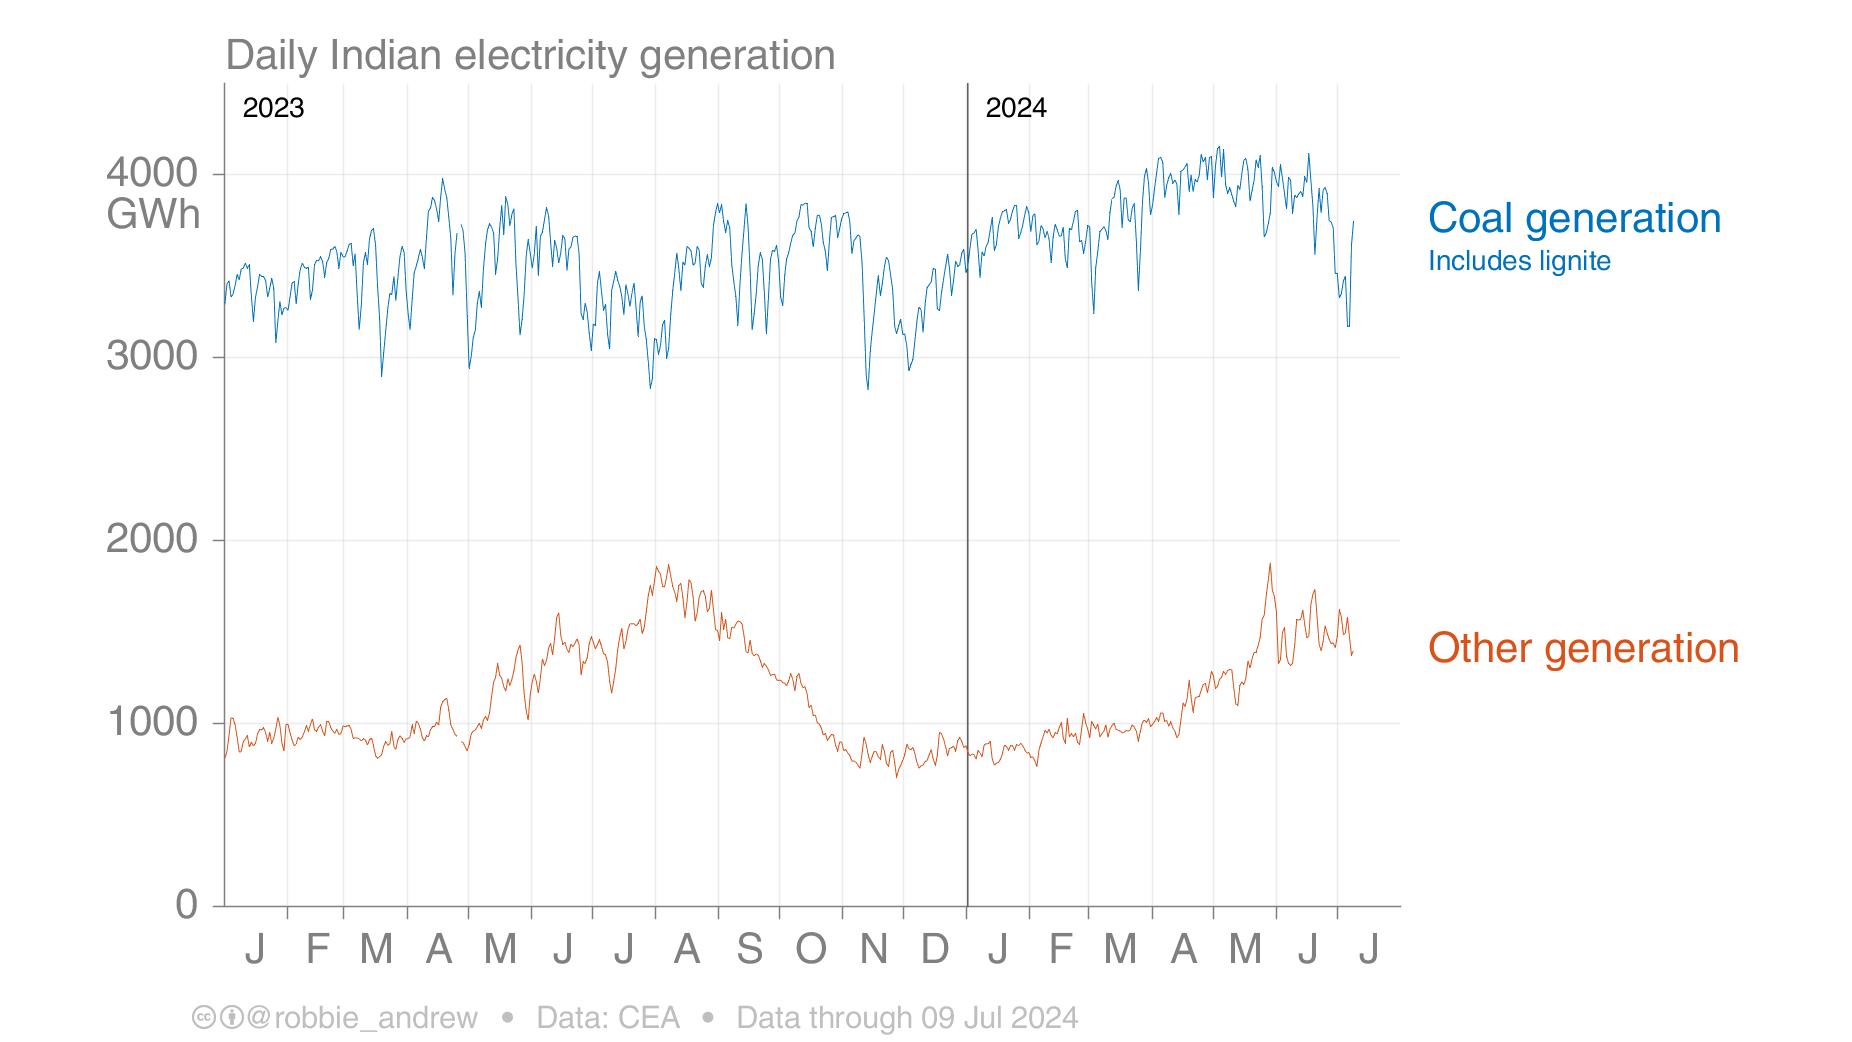 Daily Indian electricity generation
2023
2024
4000
GWh
3000
2000
1000
0
Coal generation
Includes lignite
Other generation
J F M A M J J A S O N D J F M A M J J
@robbie_andrew • Data: CEA • Data through 09 Jul 2024